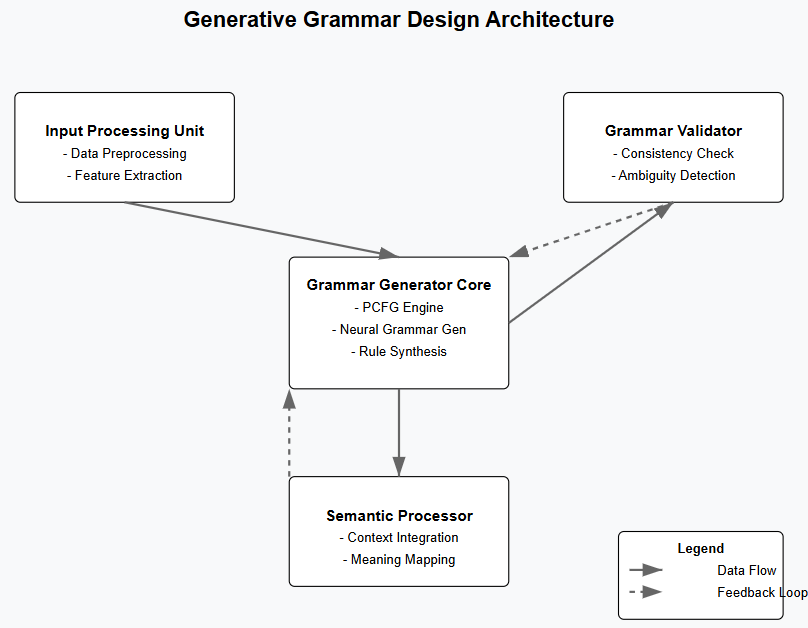 Generative Grammar Design Architecture
Input Processing Unit
- Data Preprocessing
- Feature Extraction
Grammar Validator
- Consistency Check
- Ambiguity Detection
Grammar Generator Core
- PCFG Engine
- Neural Grammar Gen
- Rule Synthesis
Semantic Processor
- Context Integration
- Meaning Mapping
Legend
Data Flow
Feedback Loop